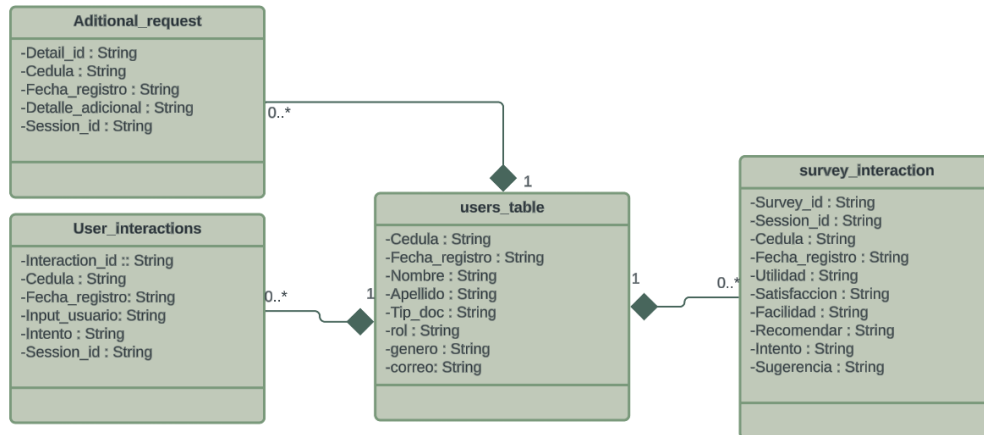 Aditional_request
-Detail_id : String
-Cedula : String
-Fecha_registro : String
-Detalle_adicional : String
-Session_id : String
0..*
1
User_interactions
-Interaction_id :: String
-Cedula : String
-Fecha_registro: String
-Input_usuario: String
-Intento : String
-Session_id : String
0..*
1
users_table
-Cedula : String
-Fecha_registro : String
-Nombre : String
-Apellido : String
-Tip_doc : String
-rol : String
-genero : String
-correo: String
1
0..*
survey_interaction
-Survey_id : String
-Session_id : String
-Cedula : String
-Fecha_registro : String
-Utilidad : String
-Satisfaccion : String
-Facilidad : String
-Recomendar : String
-Intento : String
-Sugerencia : String